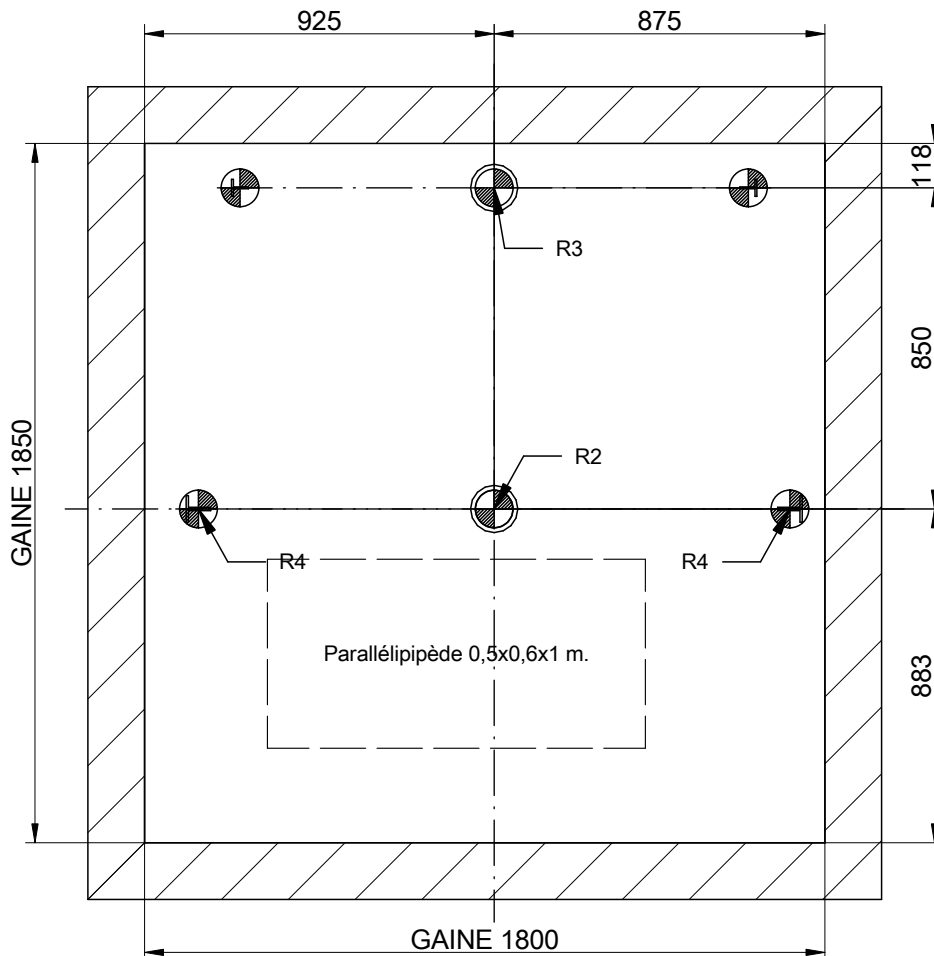 925
875
118
R3
850
GAINE 1850
R2
R4
R4
Parallélipipède 0,5x0,6x1 m.
883
GAINE 1800